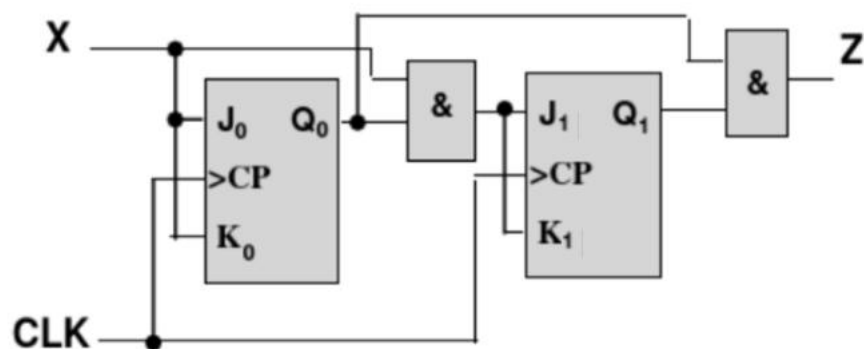 X
Z
&
&
J₀ Q₀
J₁ Q₁
>CP
>CP
K₀
K₁
CLK